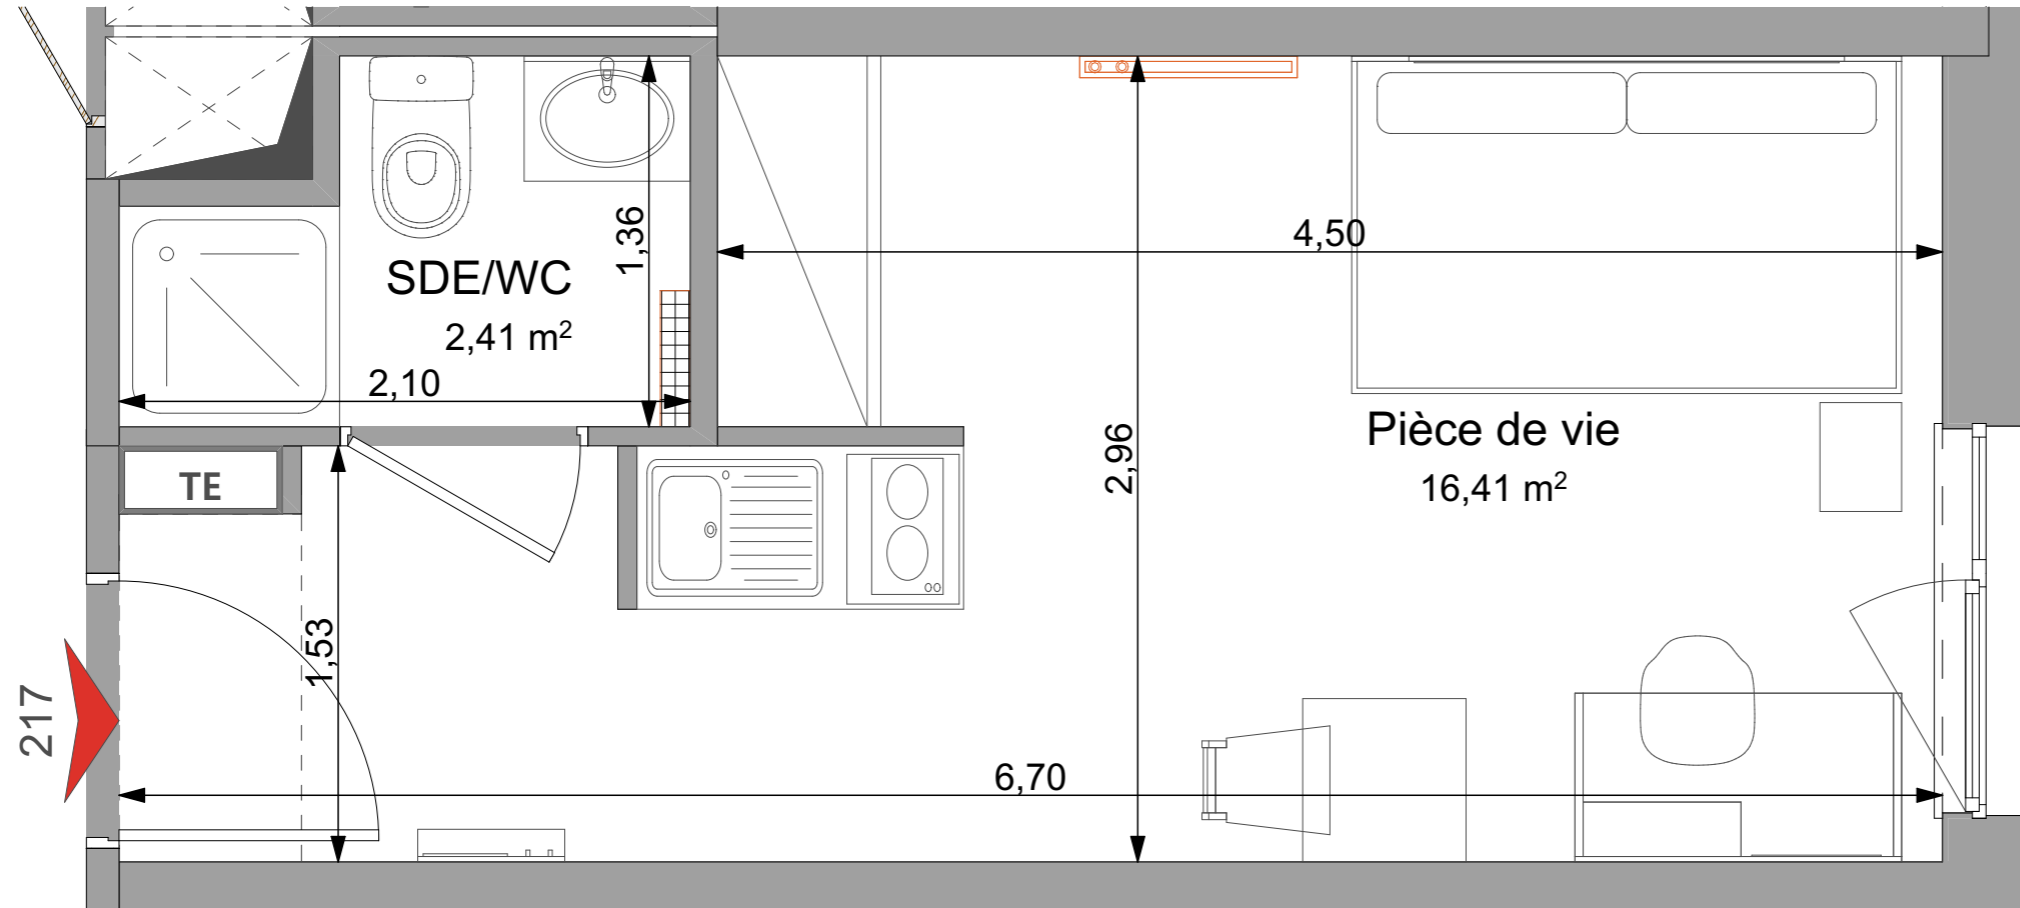 SDE/WC
2,41 m²
2,10
1,36
4,50
2,96
Pièce de vie
16,41 m²
TE
1,53
217
6,70